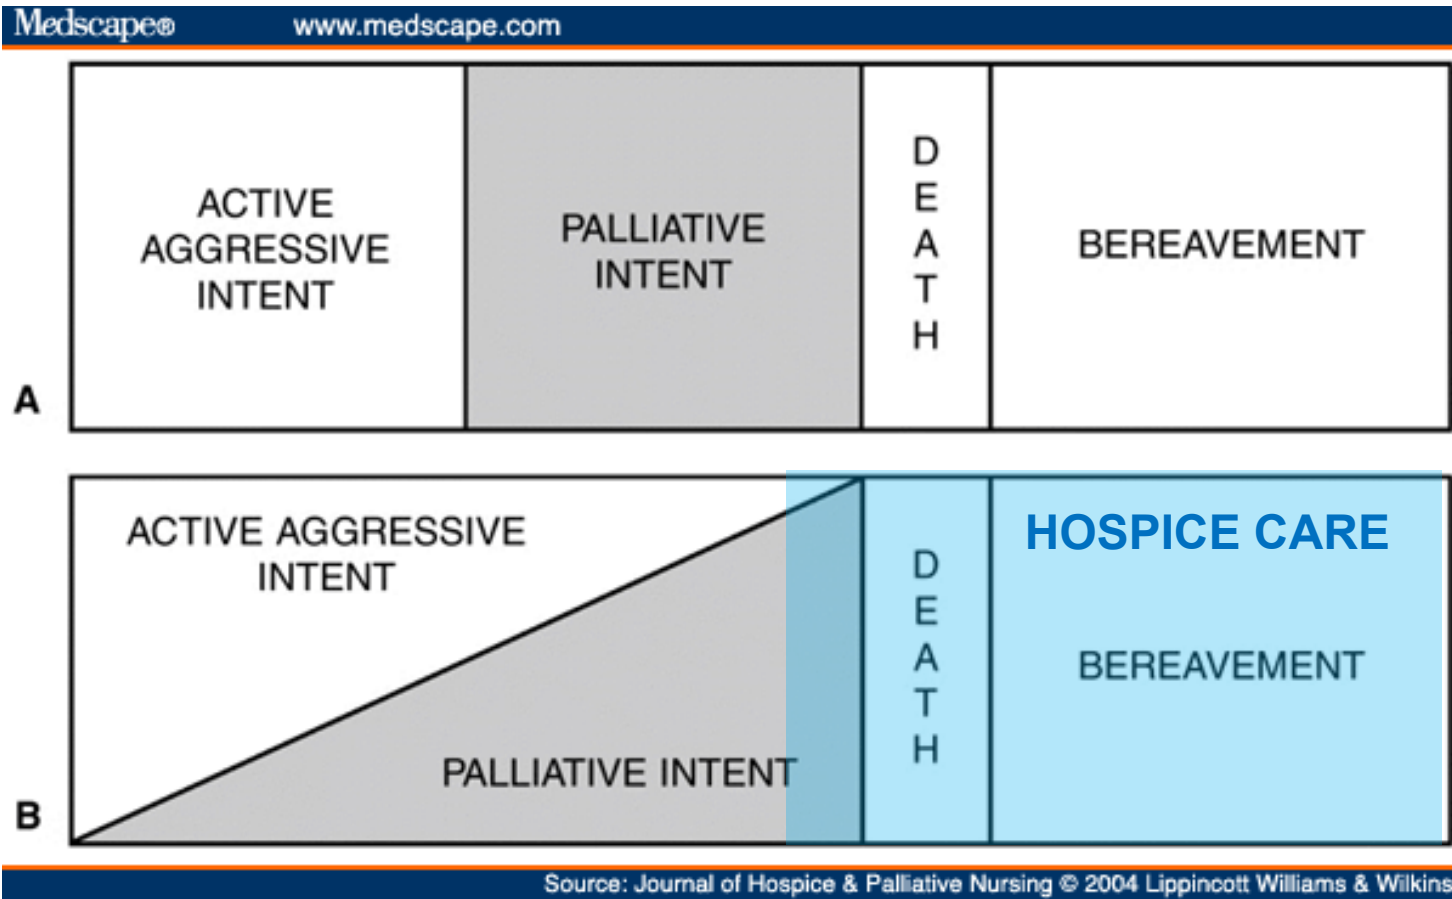 Medscape® www.medscape.com
ACTIVE
AGGRESSIVE
INTENT
PALLIATIVE
INTENT
D
E
A
T
H
BEREAVEMENT
A
ACTIVE AGGRESSIVE
INTENT
PALLIATIVE INTENT
D
E
A
T
H
HOSPICE CARE
BEREAVEMENT
B
Source: Journal of Hospice & Palliative Nursing © 2004 Lippincott Williams & Wilkins